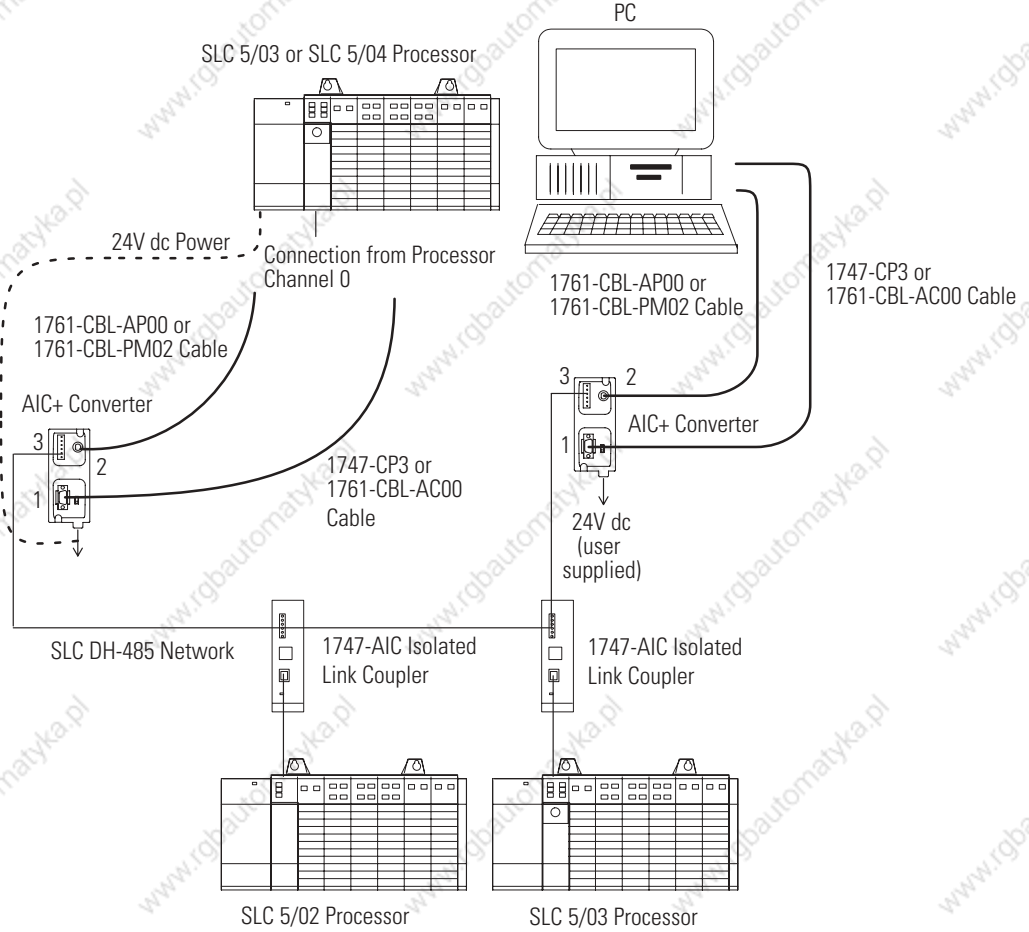 PC
SLC 5/03 or SLC 5/04 Processor
24V dc Power
Connection from Processor
Channel 0
1761-CBL-AP00 or
1761-CBL-PM02 Cable
1747-CP3 or
1761-CBL-AC00 Cable
1761-CBL-AP00 or
1761-CBL-PM02 Cable
3
2
AIC+ Converter
1
AIC+ Converter
3
2
1
1747-CP3 or
1761-CBL-AC00
Cable
24V dc
(user
supplied)
SLC DH-485 Network
1747-AIC Isolated
Link Coupler
1747-AIC Isolated
Link Coupler
SLC 5/02 Processor
SLC 5/03 Processor
www.rgbautomatyka.pl